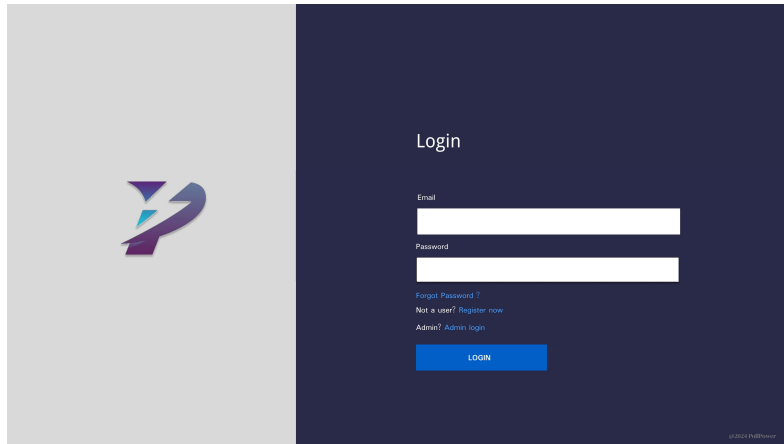 Login
Email
Password
Forgot Password ?
Not a user? Register now
Admin? Admin login
LOGIN
@2024 PollPower